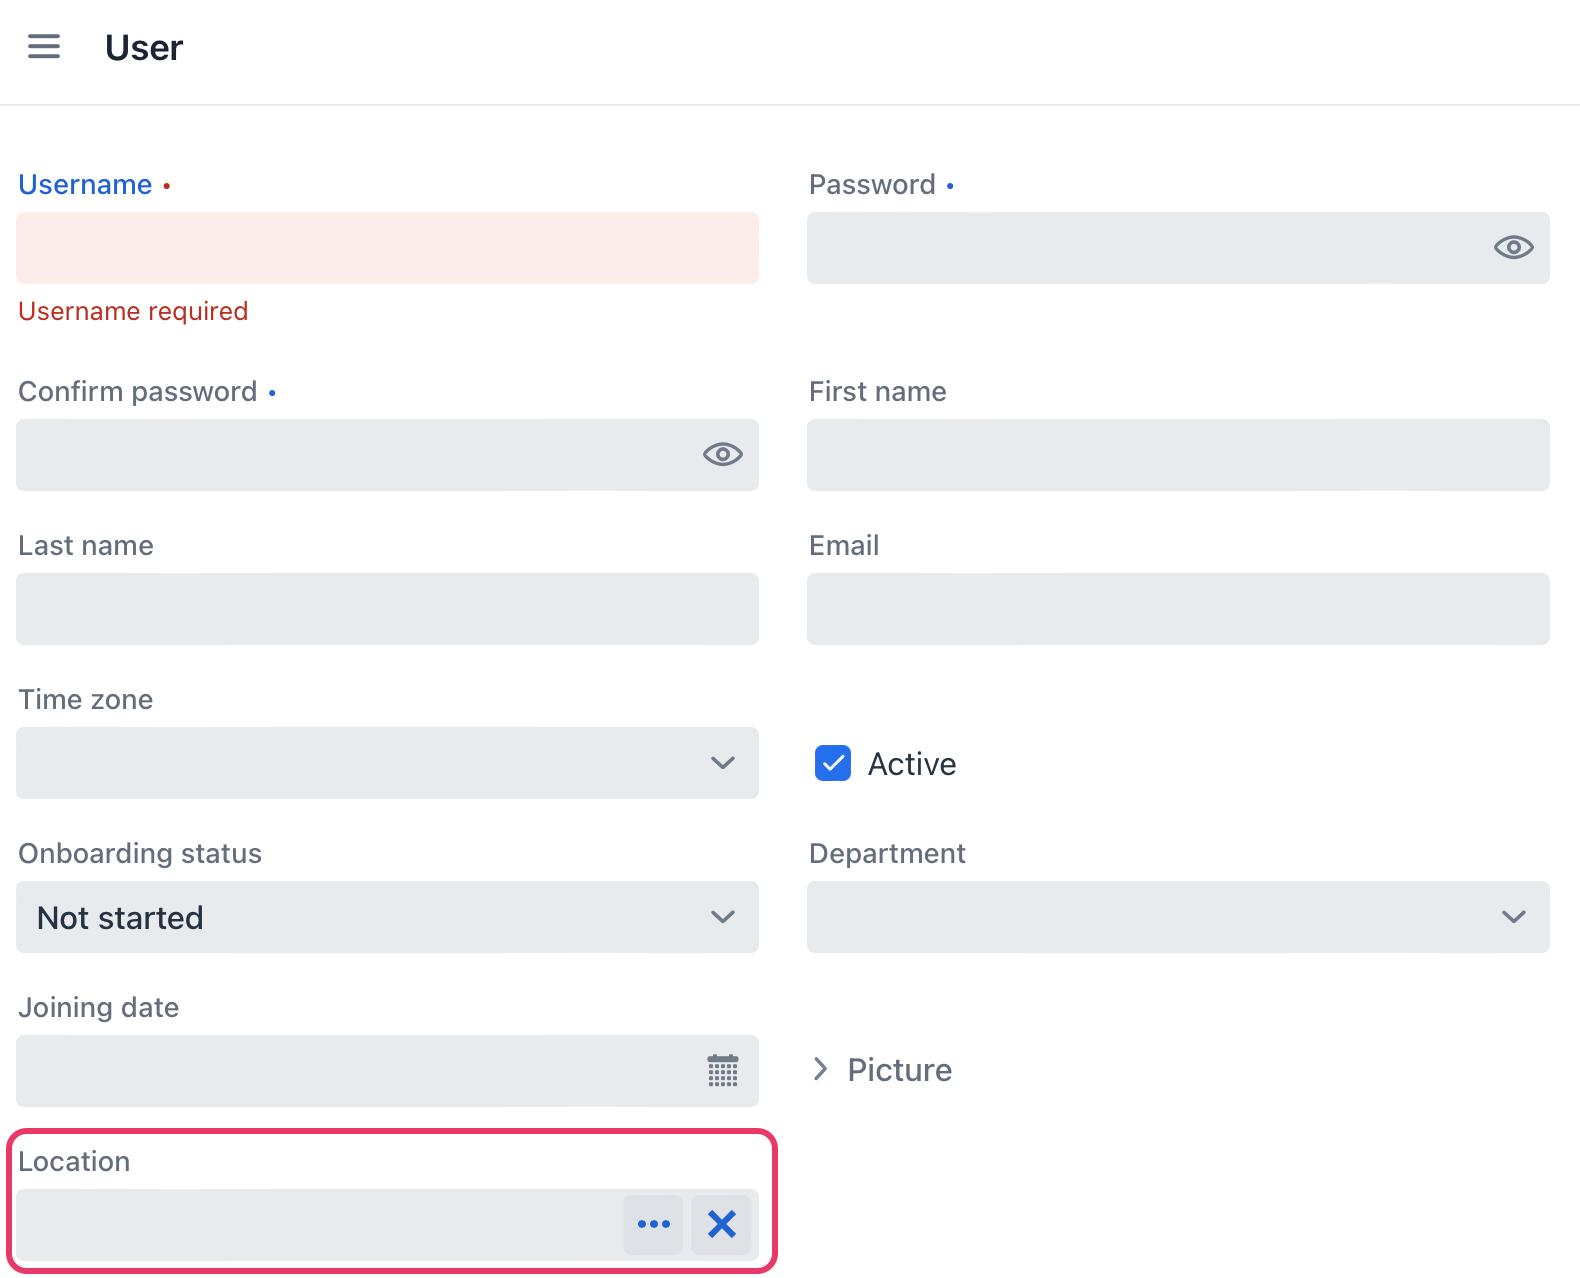 User
Username •
Password •
Username required
Confirm password •
First name
Last name
Email
Time zone
Active
Onboarding status
Department
Not started
Joining date
Picture
Location